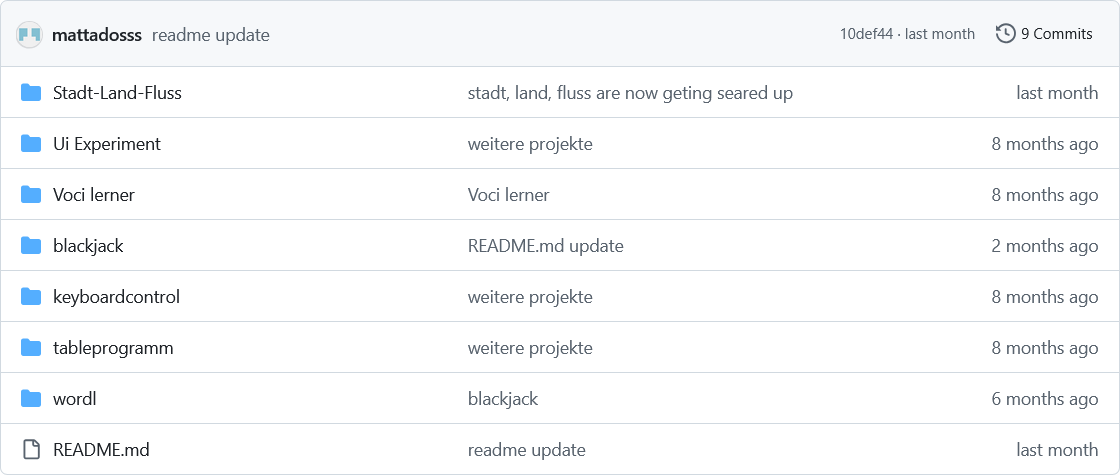 mattadosss readme update 10def44 · last month 9 Commits
Stadt-Land-Fluss stadt, land, fluss are now geting seared up last month
Ui Experiment weitere projekte 8 months ago
Voci lerner Voci lerner 8 months ago
blackjack README.md update 2 months ago
keyboardcontrol weitere projekte 8 months ago
tableprogramm weitere projekte 8 months ago
wordl blackjack 6 months ago
README.md readme update last month